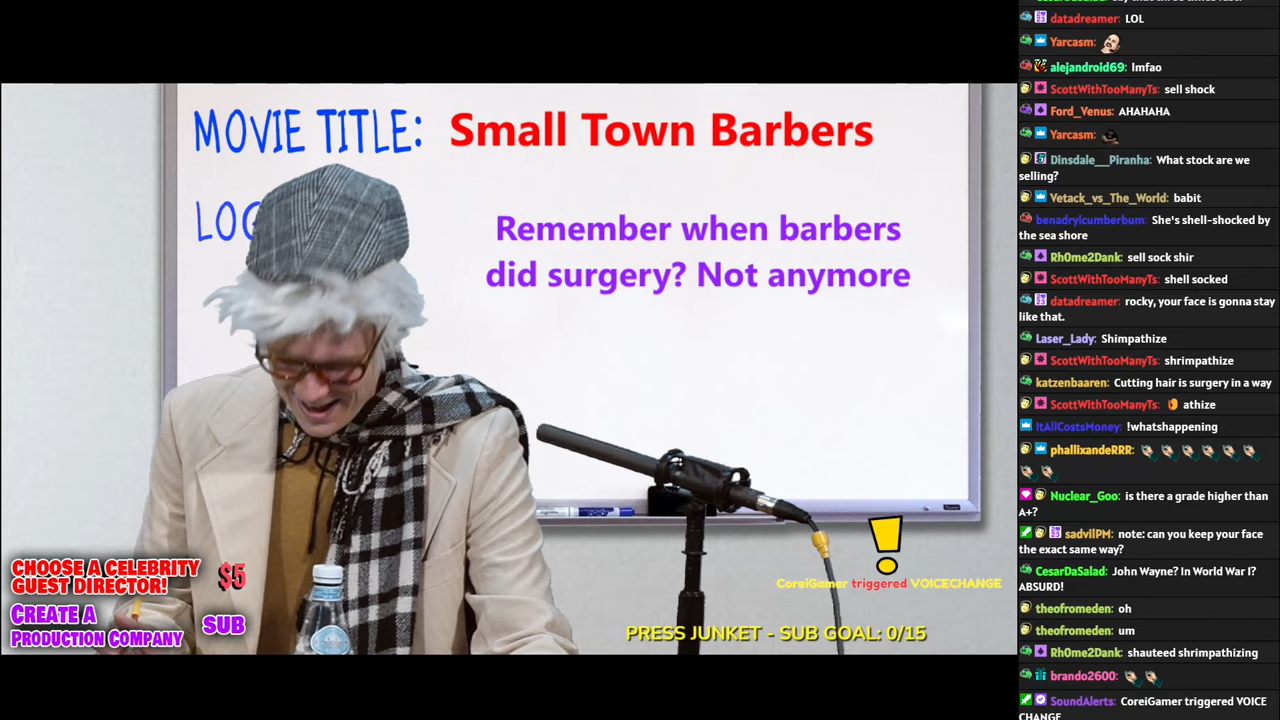 MOVIE TITLE: Small Town Barbers
LOG
Remember when barbers
did surgery? Not anymore
CHOOSE A CELEBRITY
GUEST DIRECTOR!
$5
CREATE A
PRODUCTION COMPANY
SUB
CoreiGamer triggered VOICECHANGE
PRESS JUNKET - SUB GOAL: 0/15
datadreamer: LOL
Yarcasm:
alejandroid69: lmfao
ScottWithTooManyTs: sell shock
Ford_Venus: AHAHAHA
Yarcasm:
Dinsdale__Piranha: What stock are we
selling?
Vetack_vs_The_World: babit
benadrylcumberbum: She's shell-shocked by
the sea shore
Rh0me2Dank: sell sock shir
ScottWithTooManyTs: shell socked
datadreamer: rocky, your face is gonna stay
like that.
Laser_Lady: Shimpathize
ScottWithTooManyTs: shrimpathize
katzenbaaren: Cutting hair is surgery in a way
ScottWithTooManyTs: athize
ItAllCostsMoney: !whatshappening
phallixandeRRR:
Nuclear_Goo: is there a grade higher than
A+?
sadvilPM: note: can you keep your face
the exact same way?
CesarDaSalad: John Wayne? In World War I?
ABSURD!
theofromeden: oh
theofromeden: um
Rh0me2Dank: shauteed shrimpathizing
brando2600:
SoundAlerts: CoreiGamer triggered VOICE
CHANGE